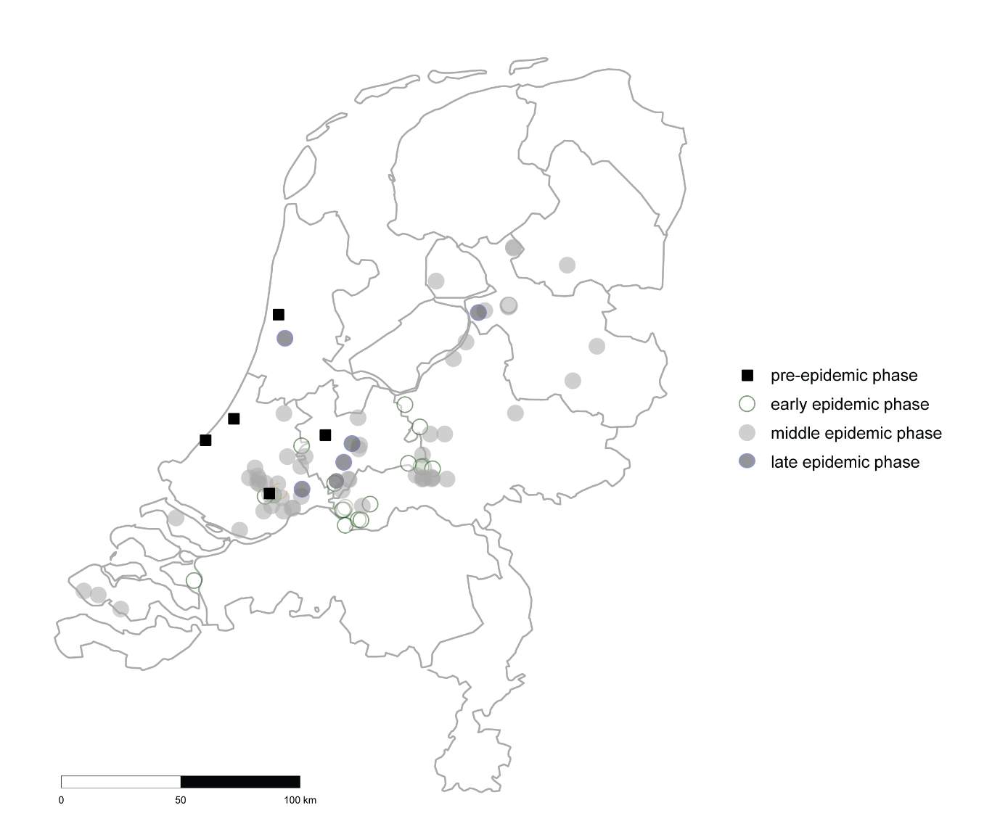 pre-epidemic phase
early epidemic phase
middle epidemic phase
late epidemic phase
0 50 100 km